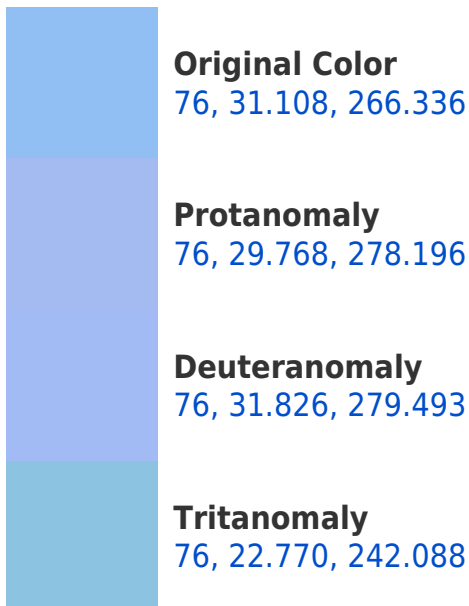 Original Color
76, 31.108, 266.336
Protanomaly
76, 29.768, 278.196
Deuteranomaly
76, 31.826, 279.493
Tritanomaly
76, 22.770, 242.088